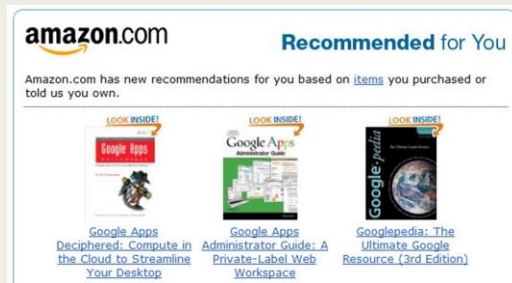 amazon.com
Recommended for You
Amazon.com has new recommendations for you based on items you purchased or
told us you own.
LOOK INSIDE! LOOK INSIDE! LOOK INSIDE!
Google Apps
Google Apps
Administrator Guide
Google-pedia
Google Apps
Deciphered: Compute in
the Cloud to Streamline
Your Desktop
Google Apps
Administrator Guide: A
Private-Label Web
Workspace
Googlepedia: The
Ultimate Google
Resource (3rd Edition)